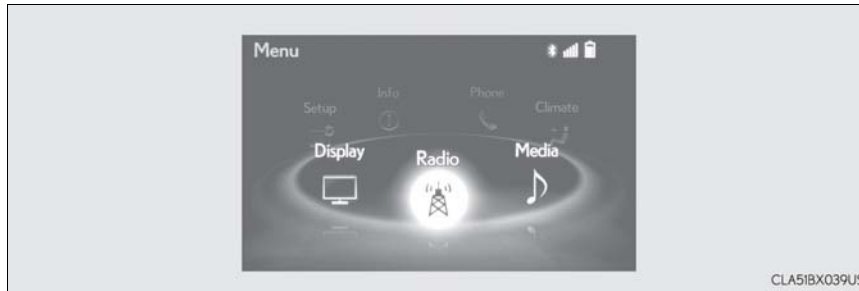 Menu
Info Phone
Setup Climate
Display Radio Media
CLA51BX039US